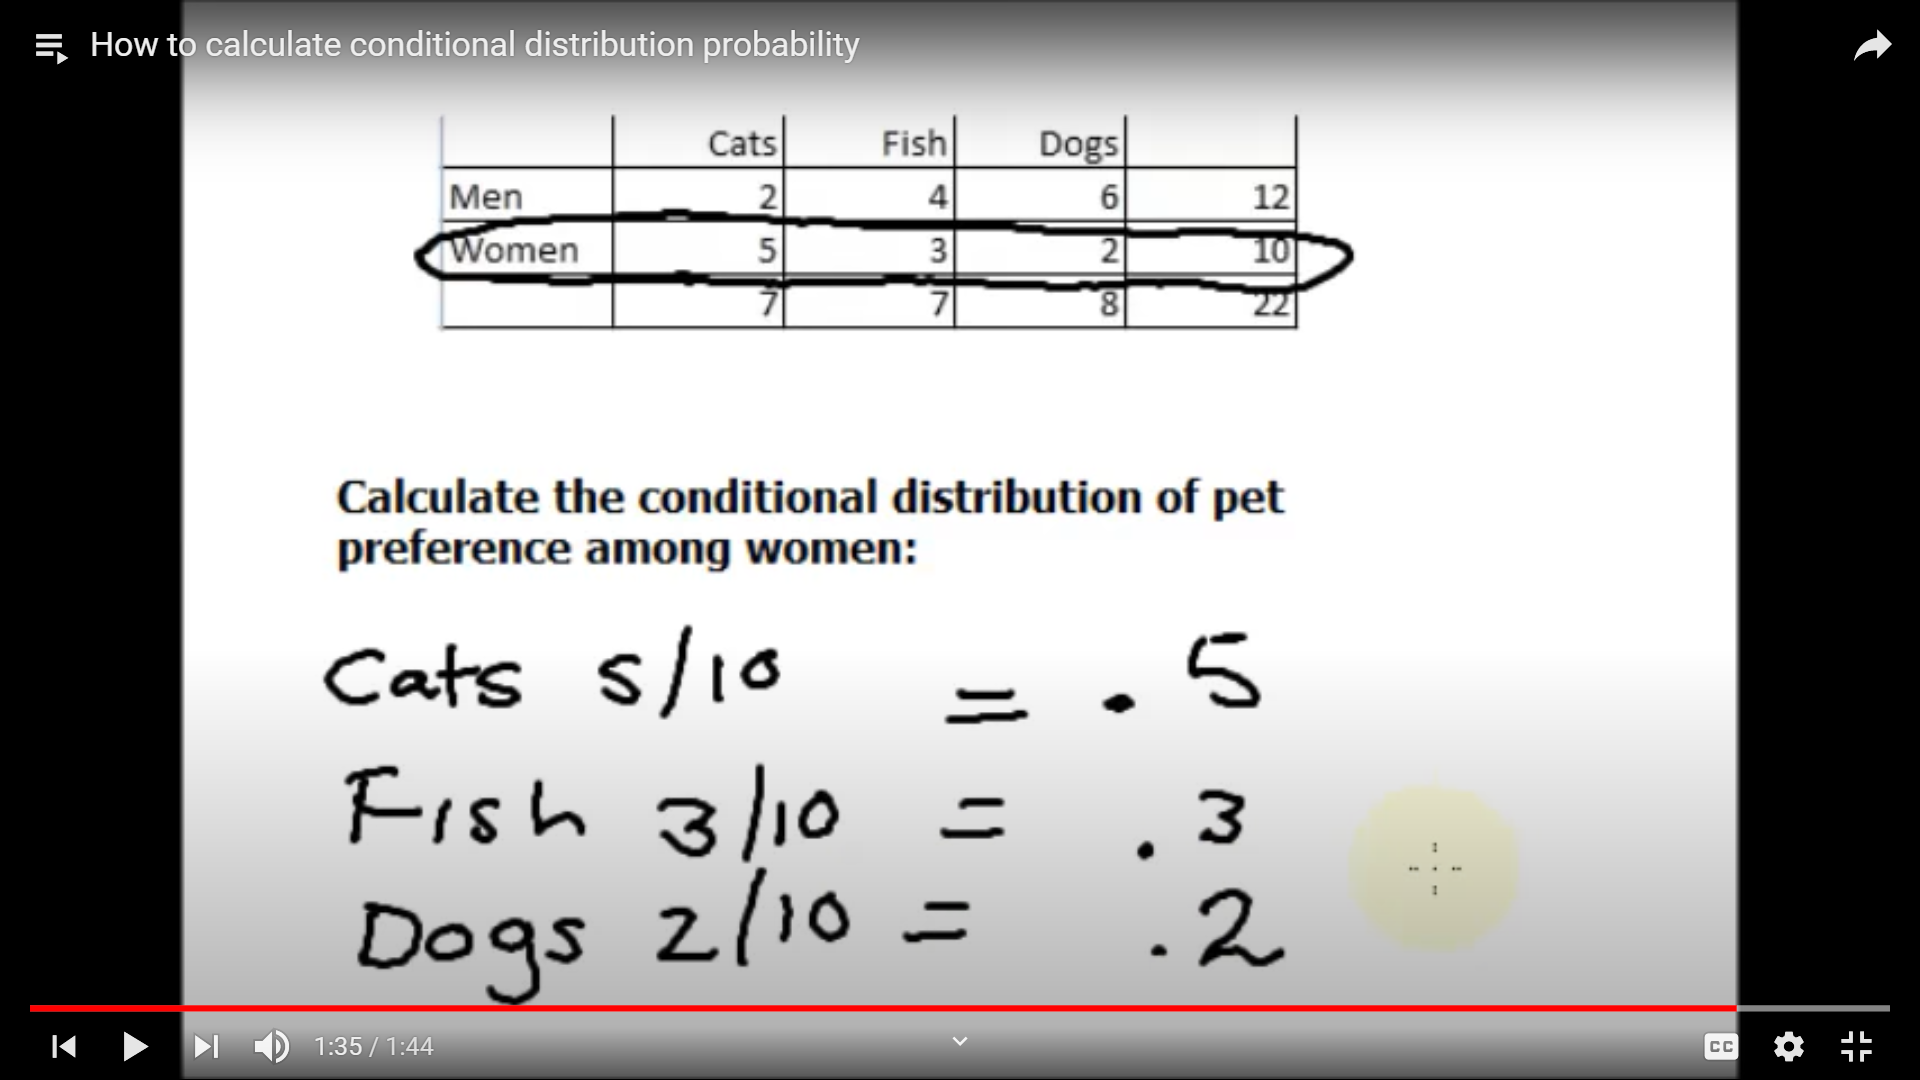 How to calculate conditional distribution probability
Cats Fish Dogs
Men 2 4 6 12
Women 5 3 2 10
7 7 8 22
Calculate the conditional distribution of pet
preference among women:
Cats 5/10 = .5
Fish 3/10 = .3
Dogs 2/10 = .2
1:35 / 1:44
CC